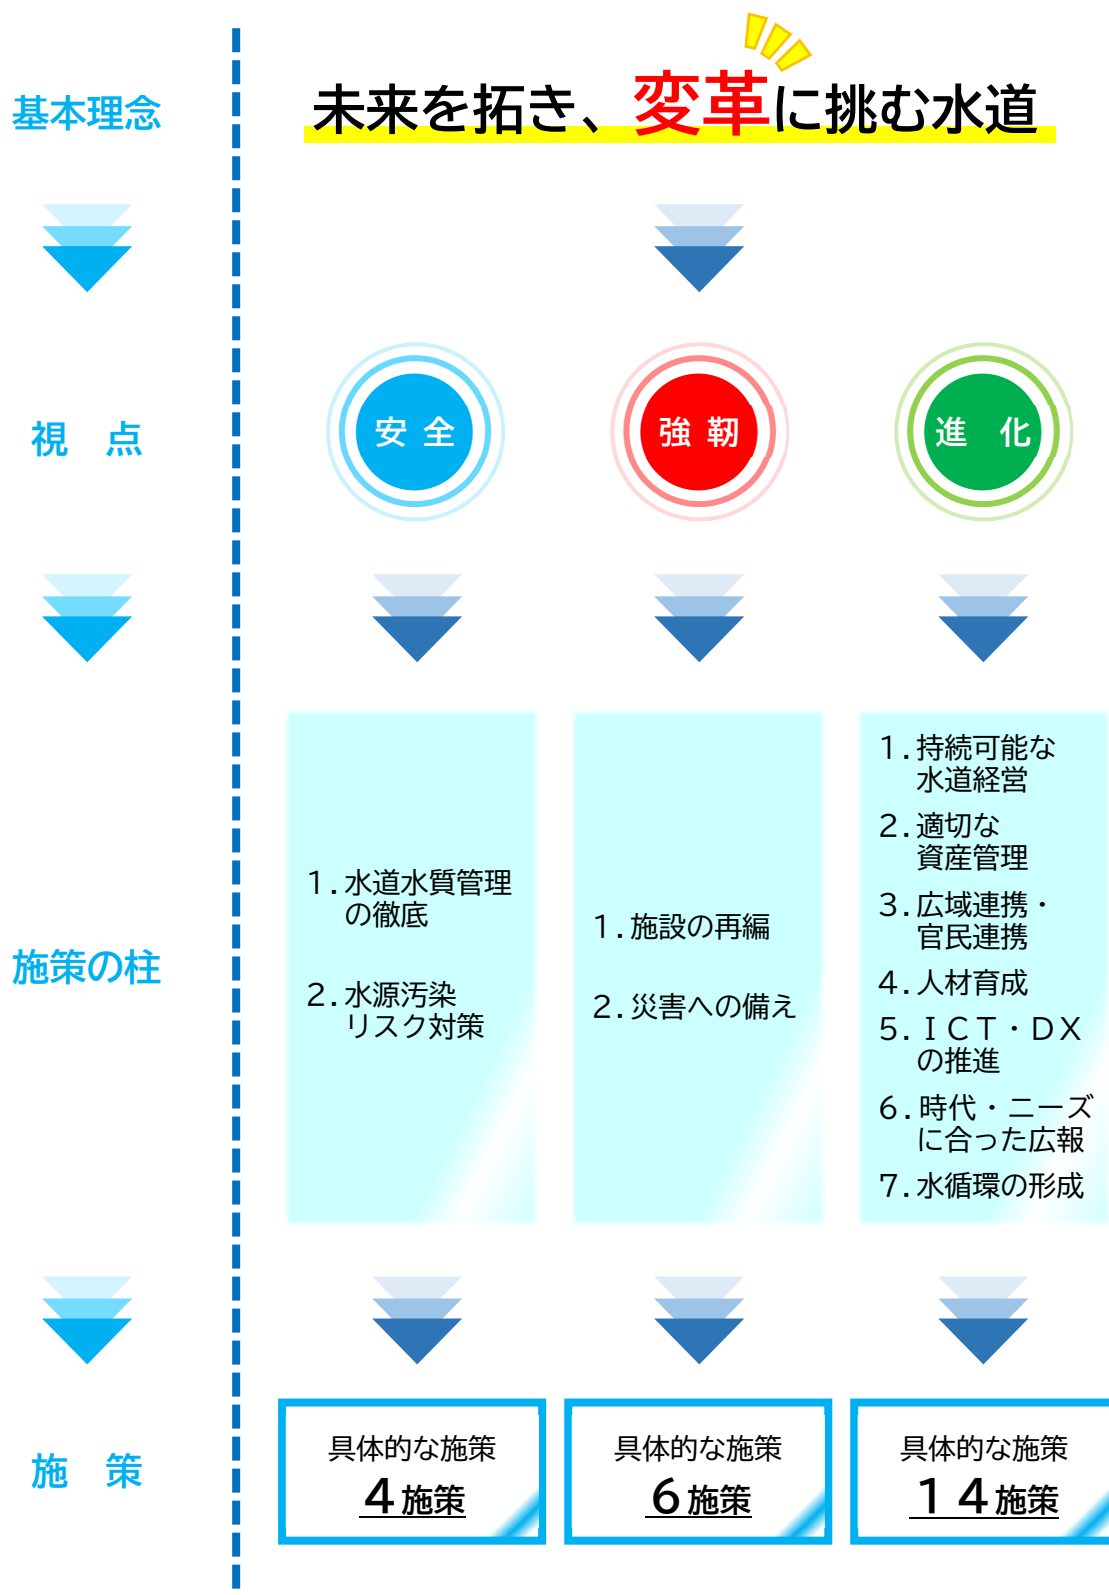 基本理念
未来を拓き、変革に挑む水道
視　点
安 全
強 靭
進　化
施策の柱
1．水道水質管理
の徹底
2．水源汚染
リスク対策
1．施設の再編
2．災害への備え
1．持続可能な
水道経営
2．適切な
資産管理
3．広域連携・
官民連携
4．人材育成
5．ＩＣＴ・ＤＸ
の推進
6．時代・ニーズ
に合った広報
7．水循環の形成
施　策
具体的な施策
4施策
具体的な施策
6施策
具体的な施策
１４施策